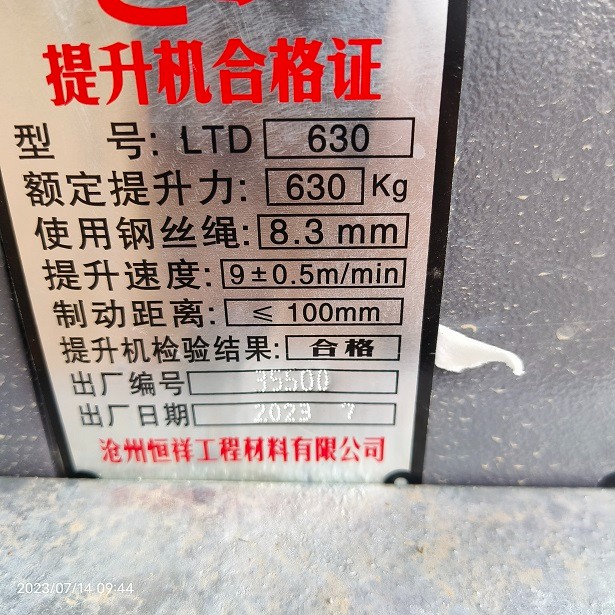 提升机合格证
型 号: LTD 630
额定提升力: 630 Kg
使用钢丝绳: 8.3 mm
提升速度: 9±0.5m/min
制动距离: ≤ 100mm
提升机检验结果: 合格
出厂编号 35500
出厂日期 2023 7
沧州恒祥工程材料有限公司
2023/07/14 09:44